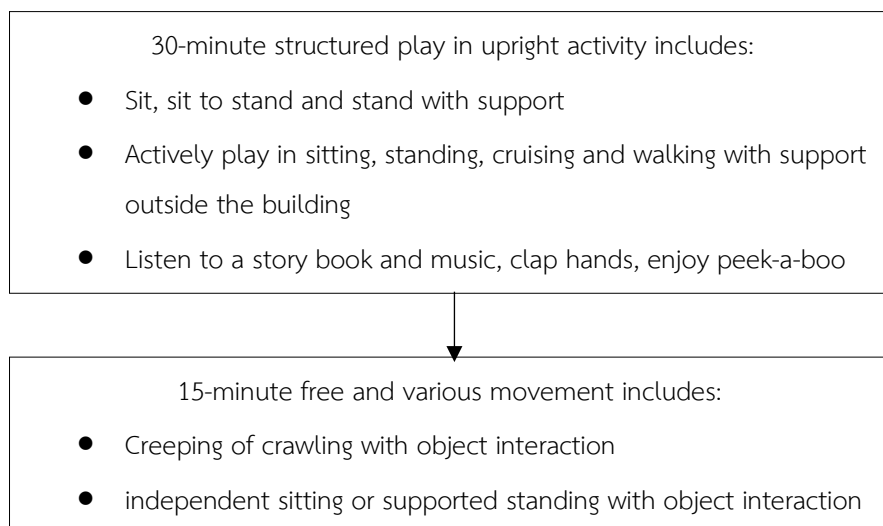 30-minute structured play in upright activity includes:
● Sit, sit to stand and stand with support
● Actively play in sitting, standing, cruising and walking with support
outside the building
● Listen to a story book and music, clap hands, enjoy peek-a-boo
15-minute free and various movement includes:
● Creeping of crawling with object interaction
● independent sitting or supported standing with object interaction